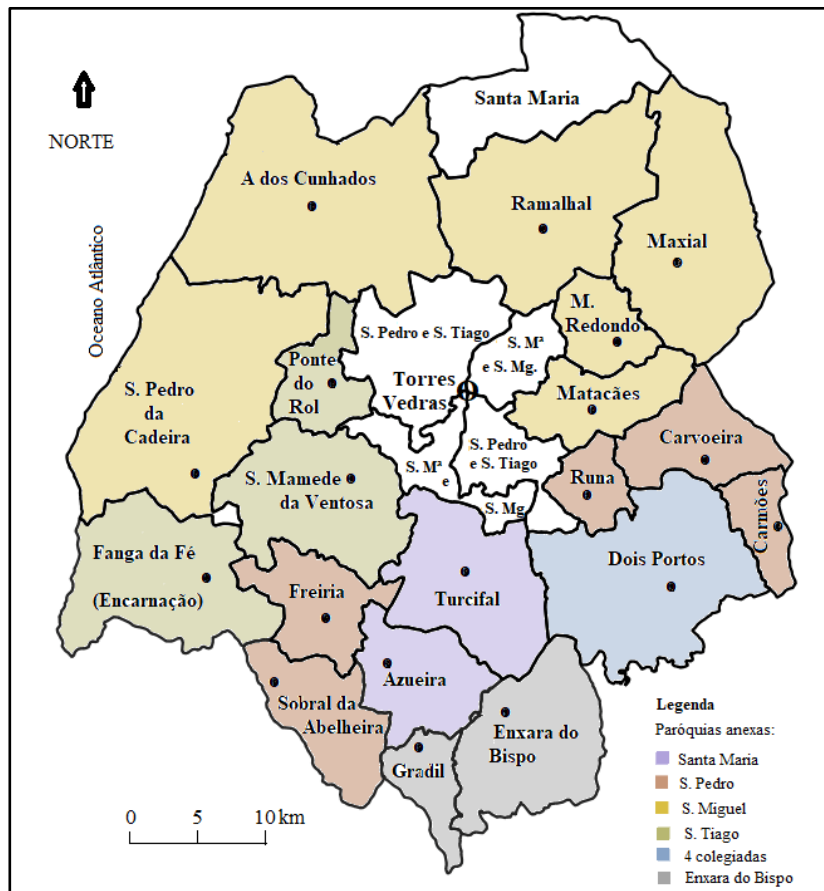 NORTE
Oceano Atlântico
Santa Maria
A dos Cunhados
Ramalhal
Maxial
M.
Redondo
S. Pedro e S. Tiago
S. Mª
e S. Mg.
Ponte
do
Rol
Torres
Vedras
S. Pedro
da
Cadeira
Matacães
Carvoeira
S. Pedro
e S. Tiago
S. Mª
e
S. Mg
Runa
Carmões
S. Mamede
da Ventosa
Fanga da Fé
(Encarnação)
Freiria
Turcifal
Dois Portos
Azueira
Sobral da
Abelheira
Enxara do
Bispo
Gradil
0 5 10 km
Legenda
Paróquias anexas:
Santa Maria
S. Pedro
S. Miguel
S. Tiago
4 colegiadas
Enxara do Bispo